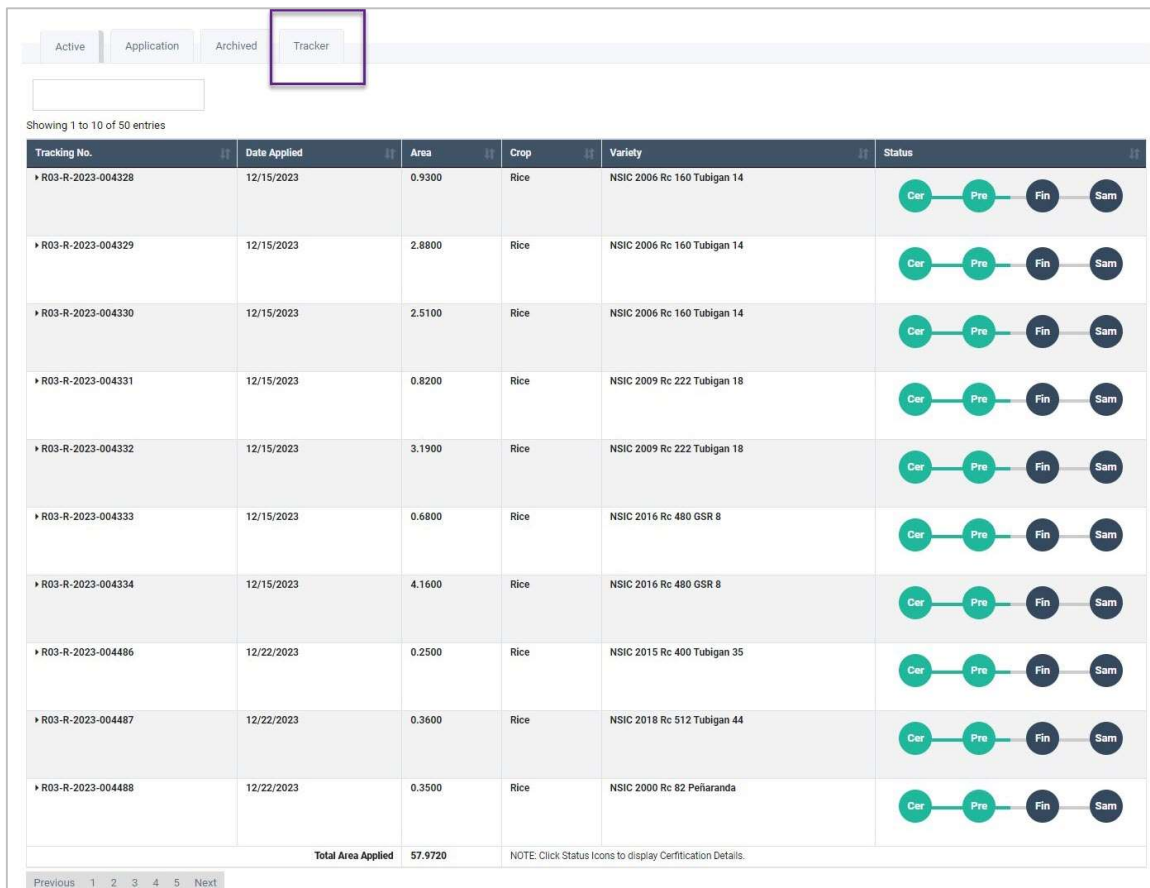 Active Application Archived Tracker
Showing 1 to 10 of 50 entries
Tracking No. Date Applied Area Crop Variety Status
R03-R-2023-004328 12/15/2023 0.9300 Rice NSIC 2006 Rc 160 Tubigan 14 Cer Pre Fin Sam
R03-R-2023-004329 12/15/2023 2.8800 Rice NSIC 2006 Rc 160 Tubigan 14 Cer Pre Fin Sam
R03-R-2023-004330 12/15/2023 2.5100 Rice NSIC 2006 Rc 160 Tubigan 14 Cer Pre Fin Sam
R03-R-2023-004331 12/15/2023 0.8200 Rice NSIC 2009 Rc 222 Tubigan 18 Cer Pre Fin Sam
R03-R-2023-004332 12/15/2023 3.1900 Rice NSIC 2009 Rc 222 Tubigan 18 Cer Pre Fin Sam
R03-R-2023-004333 12/15/2023 0.6800 Rice NSIC 2016 Rc 480 GSR 8 Cer Pre Fin Sam
R03-R-2023-004334 12/15/2023 4.1600 Rice NSIC 2016 Rc 480 GSR 8 Cer Pre Fin Sam
R03-R-2023-004486 12/22/2023 0.2500 Rice NSIC 2015 Rc 400 Tubigan 35 Cer Pre Fin Sam
R03-R-2023-004487 12/22/2023 0.3600 Rice NSIC 2018 Rc 512 Tubigan 44 Cer Pre Fin Sam
R03-R-2023-004488 12/22/2023 0.3500 Rice NSIC 2000 Rc 82 Peñaranda Cer Pre Fin Sam
Total Area Applied 57.9720 NOTE: Click Status Icons to display Cerfitication Details.
Previous 1 2 3 4 5 Next